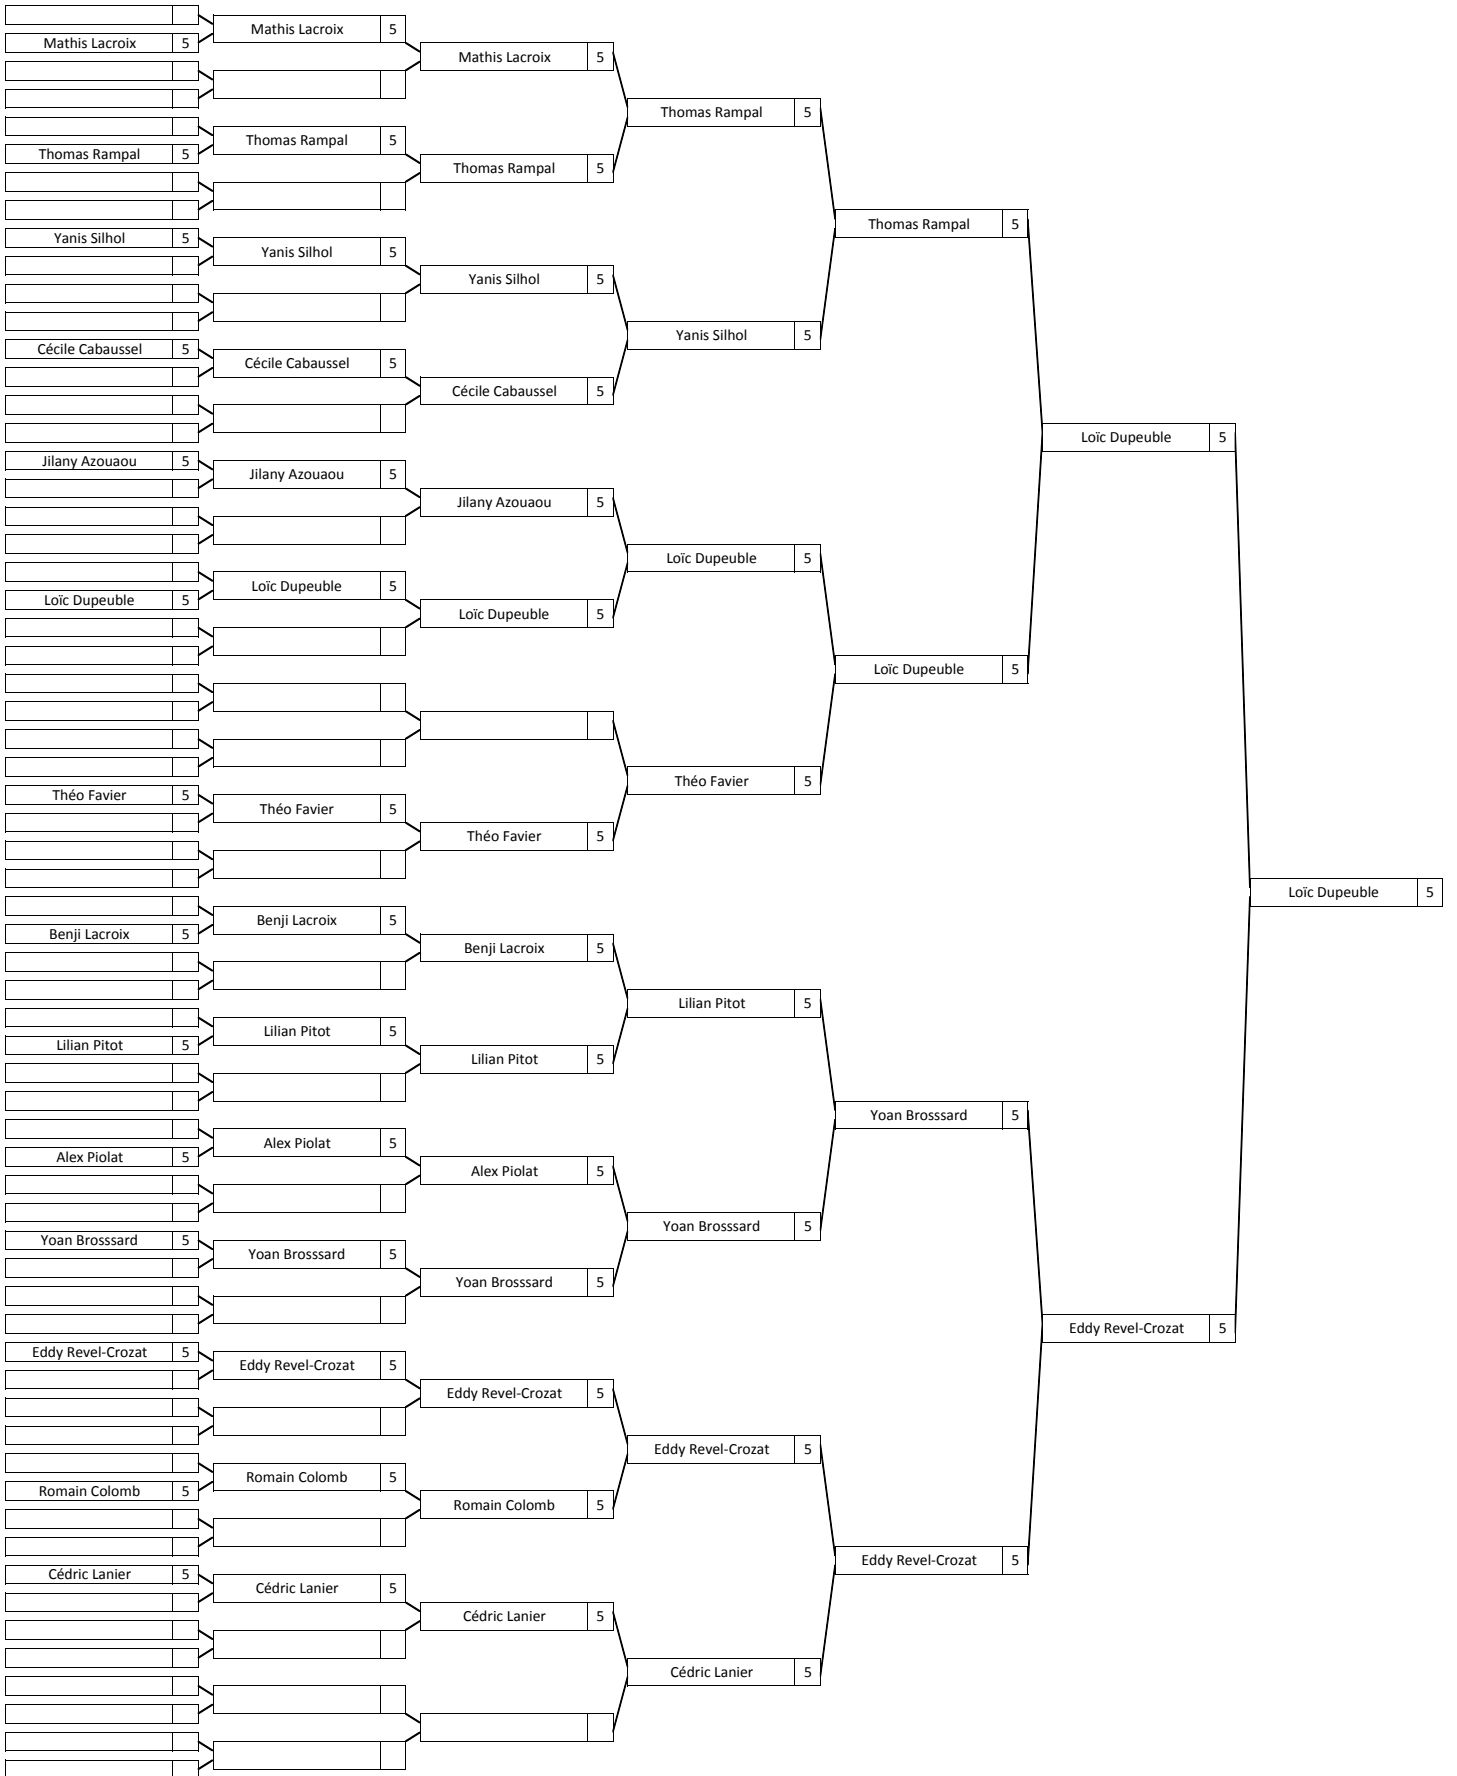 Mathis Lacroix 5
Mathis Lacroix 5
Mathis Lacroix 5
Thomas Rampal 5
Thomas Rampal 5
Thomas Rampal 5
Thomas Rampal 5
Thomas Rampal 5
Yanis Silhol 5
Yanis Silhol 5
Yanis Silhol 5
Yanis Silhol 5
Cécile Cabaussel 5
Cécile Cabaussel 5
Cécile Cabaussel 5
Loïc Dupeuble 5
Jilany Azouaou 5
Jilany Azouaou 5
Jilany Azouaou 5
Loïc Dupeuble 5
Loïc Dupeuble 5
Loïc Dupeuble 5
Loïc Dupeuble 5
Loïc Dupeuble 5
Théo Favier 5
Théo Favier 5
Théo Favier 5
Théo Favier 5
Loïc Dupeuble 5
Benji Lacroix 5
Benji Lacroix 5
Benji Lacroix 5
Lilian Pitot 5
Lilian Pitot 5
Lilian Pitot 5
Lilian Pitot 5
Yoan Brosssard 5
Alex Piolat 5
Alex Piolat 5
Alex Piolat 5
Yoan Brosssard 5
Yoan Brosssard 5
Yoan Brosssard 5
Yoan Brosssard 5
Eddy Revel-Crozat 5
Eddy Revel-Crozat 5
Eddy Revel-Crozat 5
Eddy Revel-Crozat 5
Eddy Revel-Crozat 5
Romain Colomb 5
Romain Colomb 5
Romain Colomb 5
Eddy Revel-Crozat 5
Cédric Lanier 5
Cédric Lanier 5
Cédric Lanier 5
Cédric Lanier 5